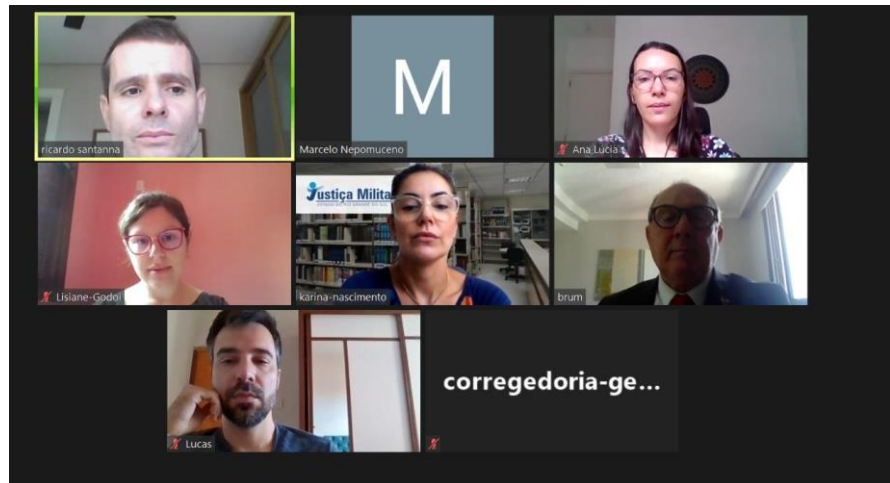 ricardo santanna
M
Marcelo Nepomuceno
Ana Lucia
Lisiane-Godoi
Justiça Milita
karina-nascimento
brum
Lucas
corregedoria-ge...